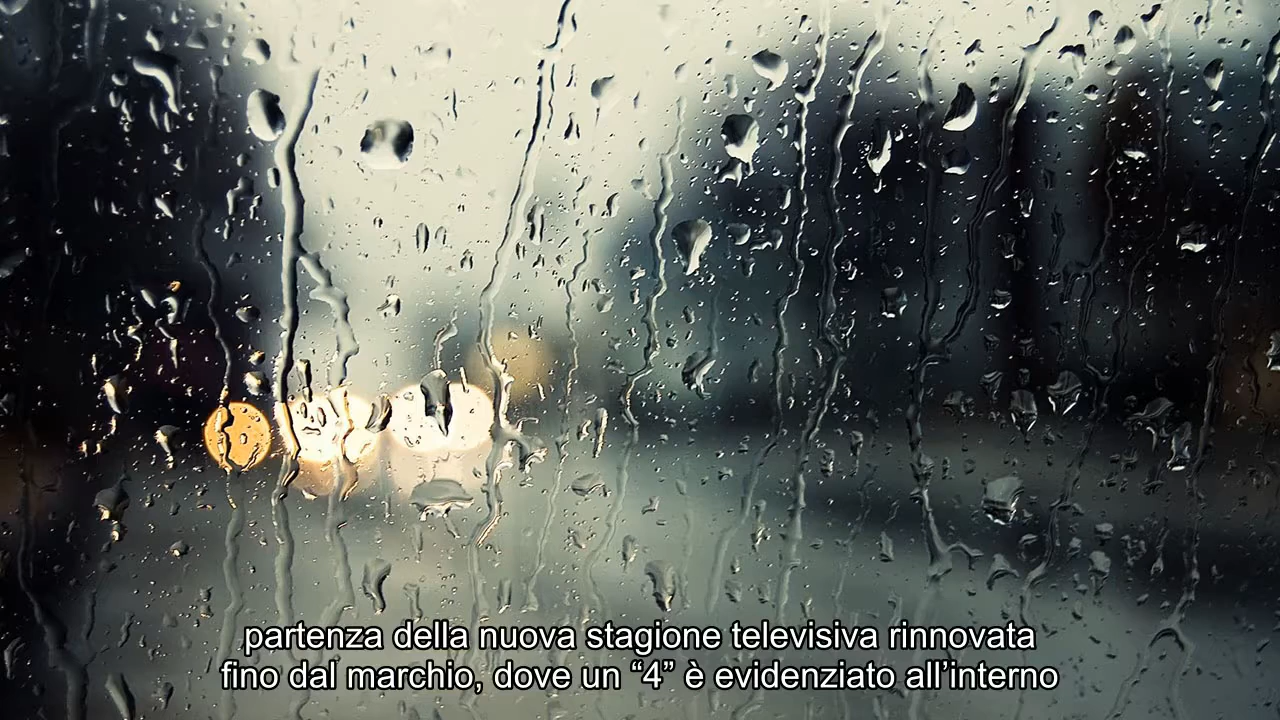 partenza della nuova stagione televisiva rinnovata
fino dal marchio, dove un “4” è evidenziato all’interno